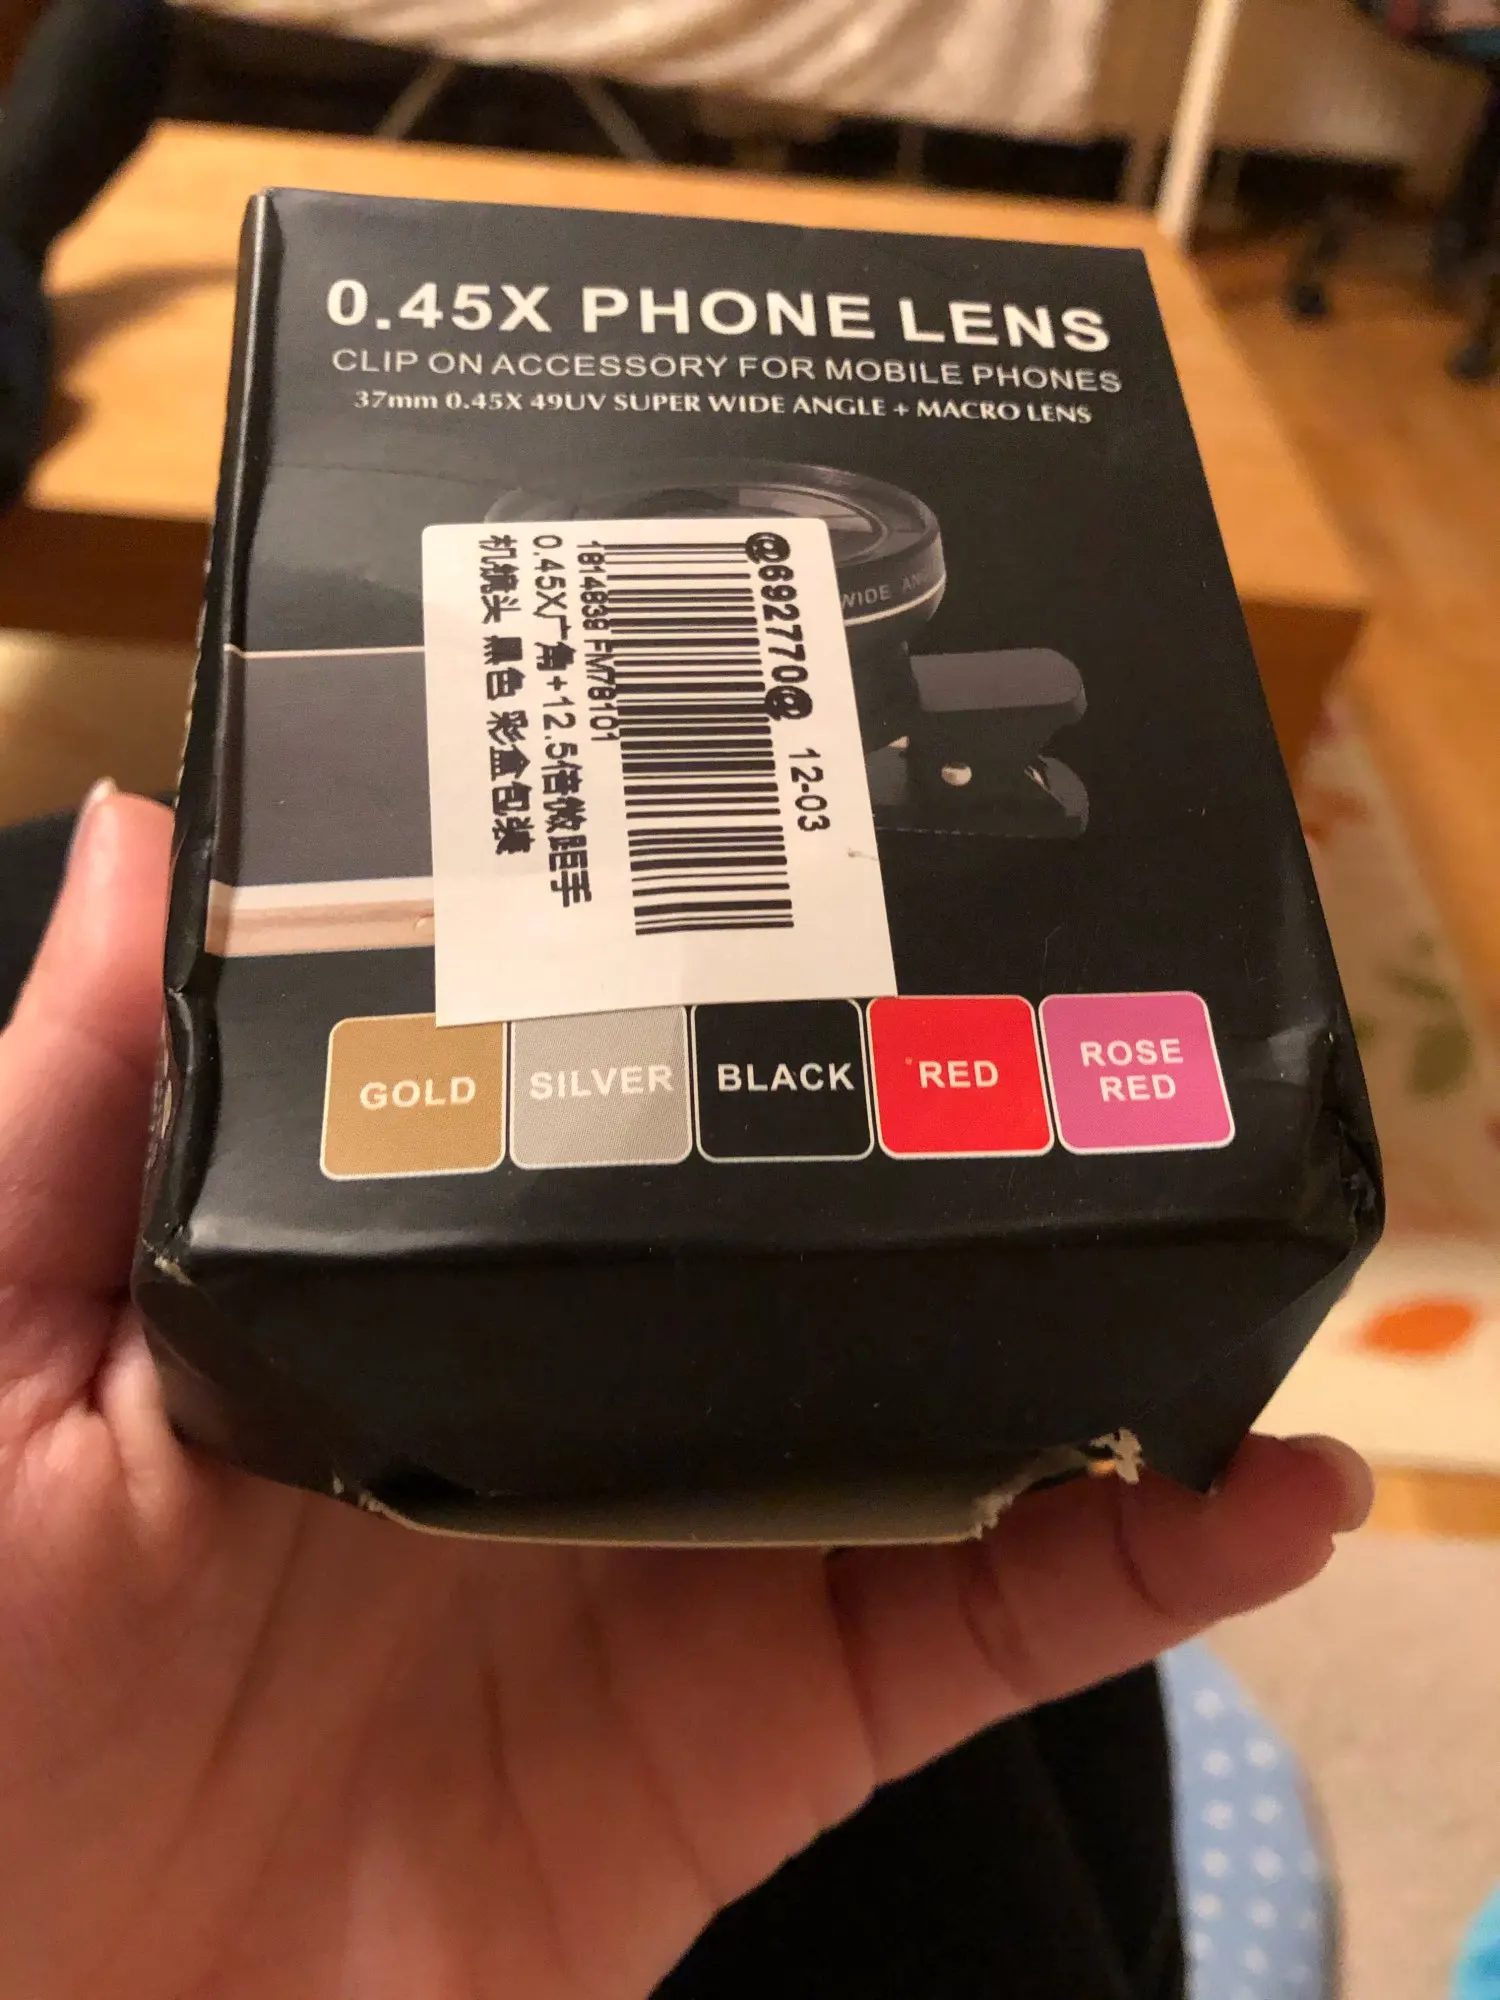 0.45X PHONE LENS
CLIP ON ACCESSORY FOR MOBILE PHONES
37mm 0.45X 49UV SUPER WIDE ANGLE + MACRO LENS
WIDE
@6927770@ 12-03
1814839 FM78101
0.45X广角+12.5倍微距手
机镜头 黑色 彩盒包装
GOLD
SILVER
BLACK
RED
ROSE
RED